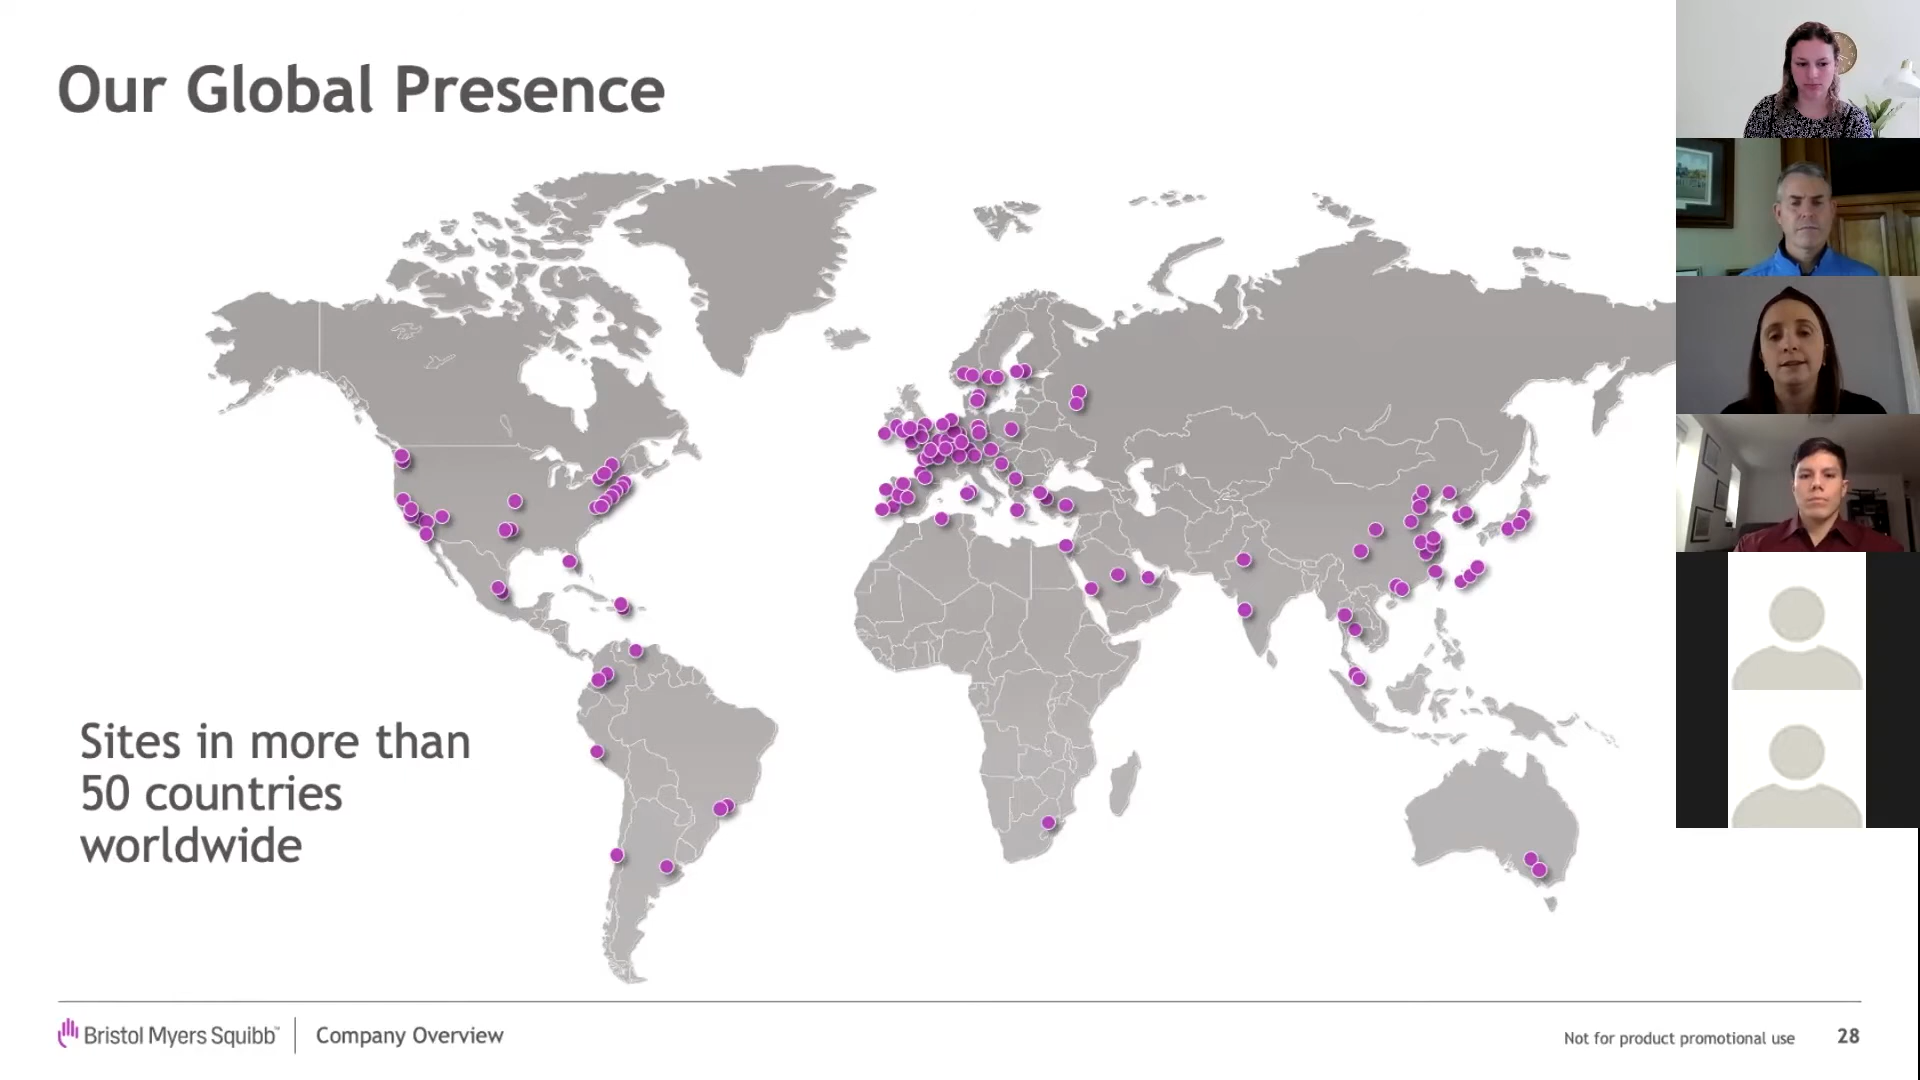 Our Global Presence
Sites in more than
50 countries
worldwide
Bristol Myers Squibb™
Company Overview
Not for product promotional use
28